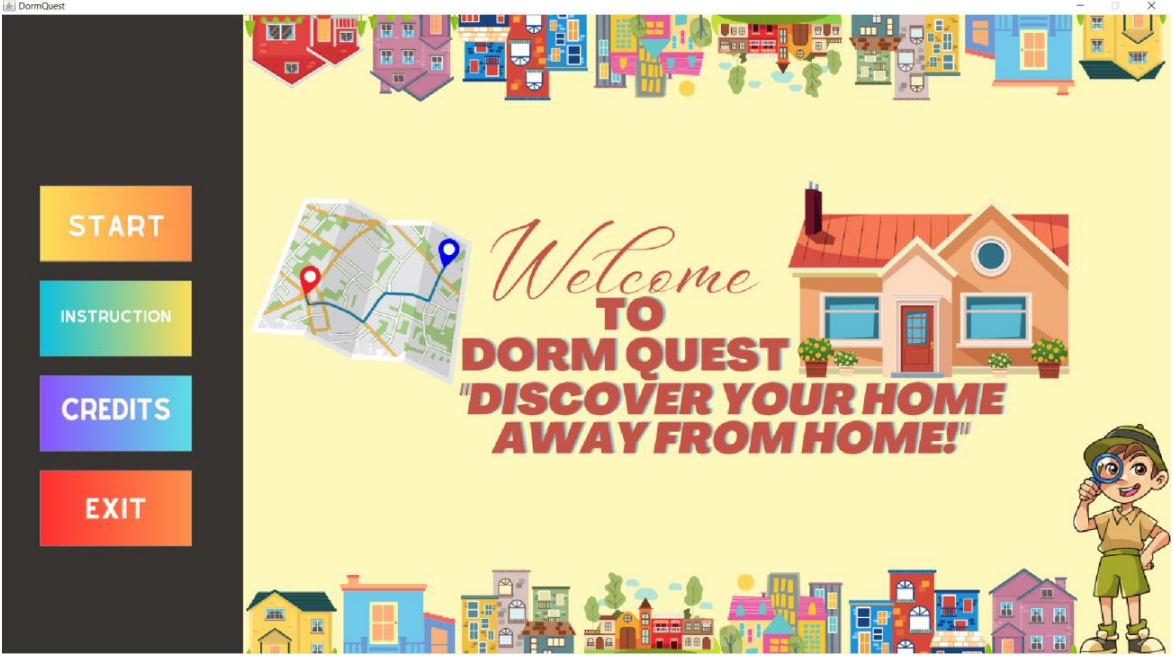 DormQuest
START
INSTRUCTION
CREDITS
EXIT
Welcome
TO
DORM QUEST
"DISCOVER YOUR HOME
AWAY FROM HOME!"